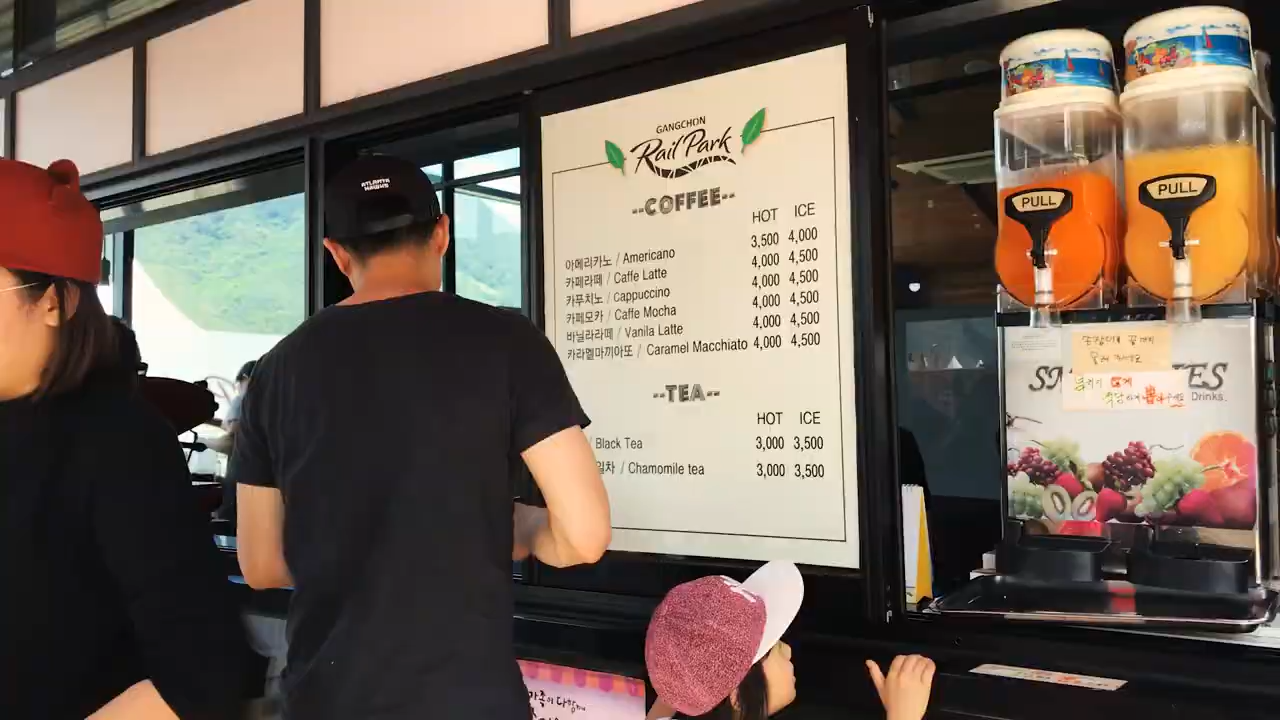 ATLANTA
HAWKS
GANGCHON
Rail Park
--COFFEE--
HOT ICE
아메리카노 / Americano 3,500 4,000
카페라떼 / Caffe Latte 4,000 4,500
카푸치노 / Cappuccino 4,000 4,500
카페모카 / Caffe Mocha 4,000 4,500
바닐라라떼 / Vanila Latte 4,000 4,500
카라멜마끼아또 / Caramel Macchiato 4,000 4,500
--TEA--
HOT ICE
/ Black Tea 3,000 3,500
일차 / Chamomile tea 3,000 3,500
PULL
PULL
Drinks.